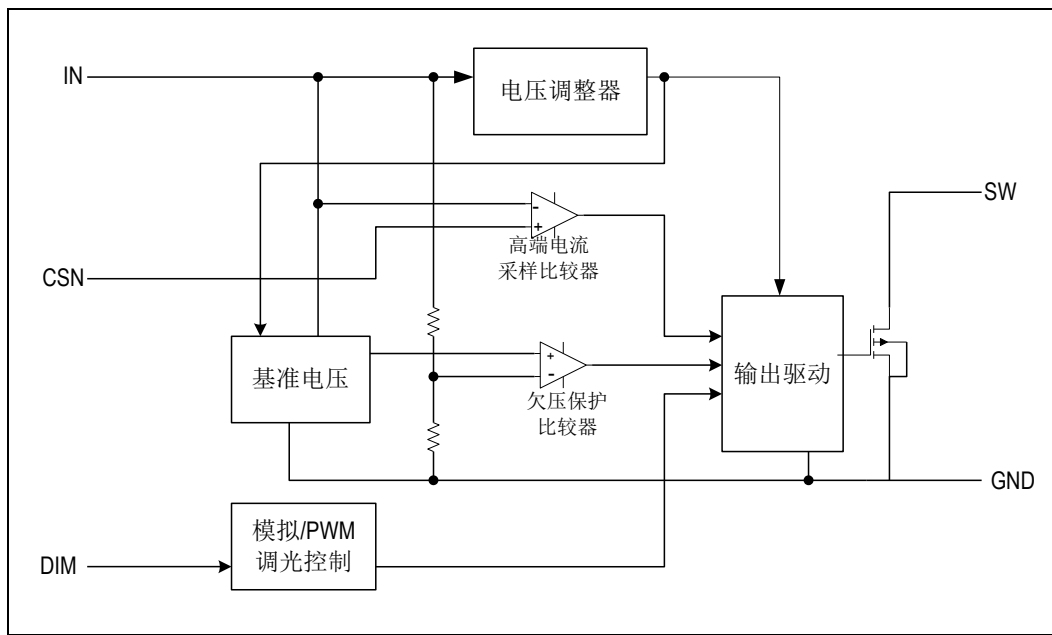 IN
电压调整器
SW
-
+
高端电流
采样比较器
CSN
基准电压
+
-
欠压保护
比较器
输出驱动
GND
模拟/PWM
调光控制
DIM